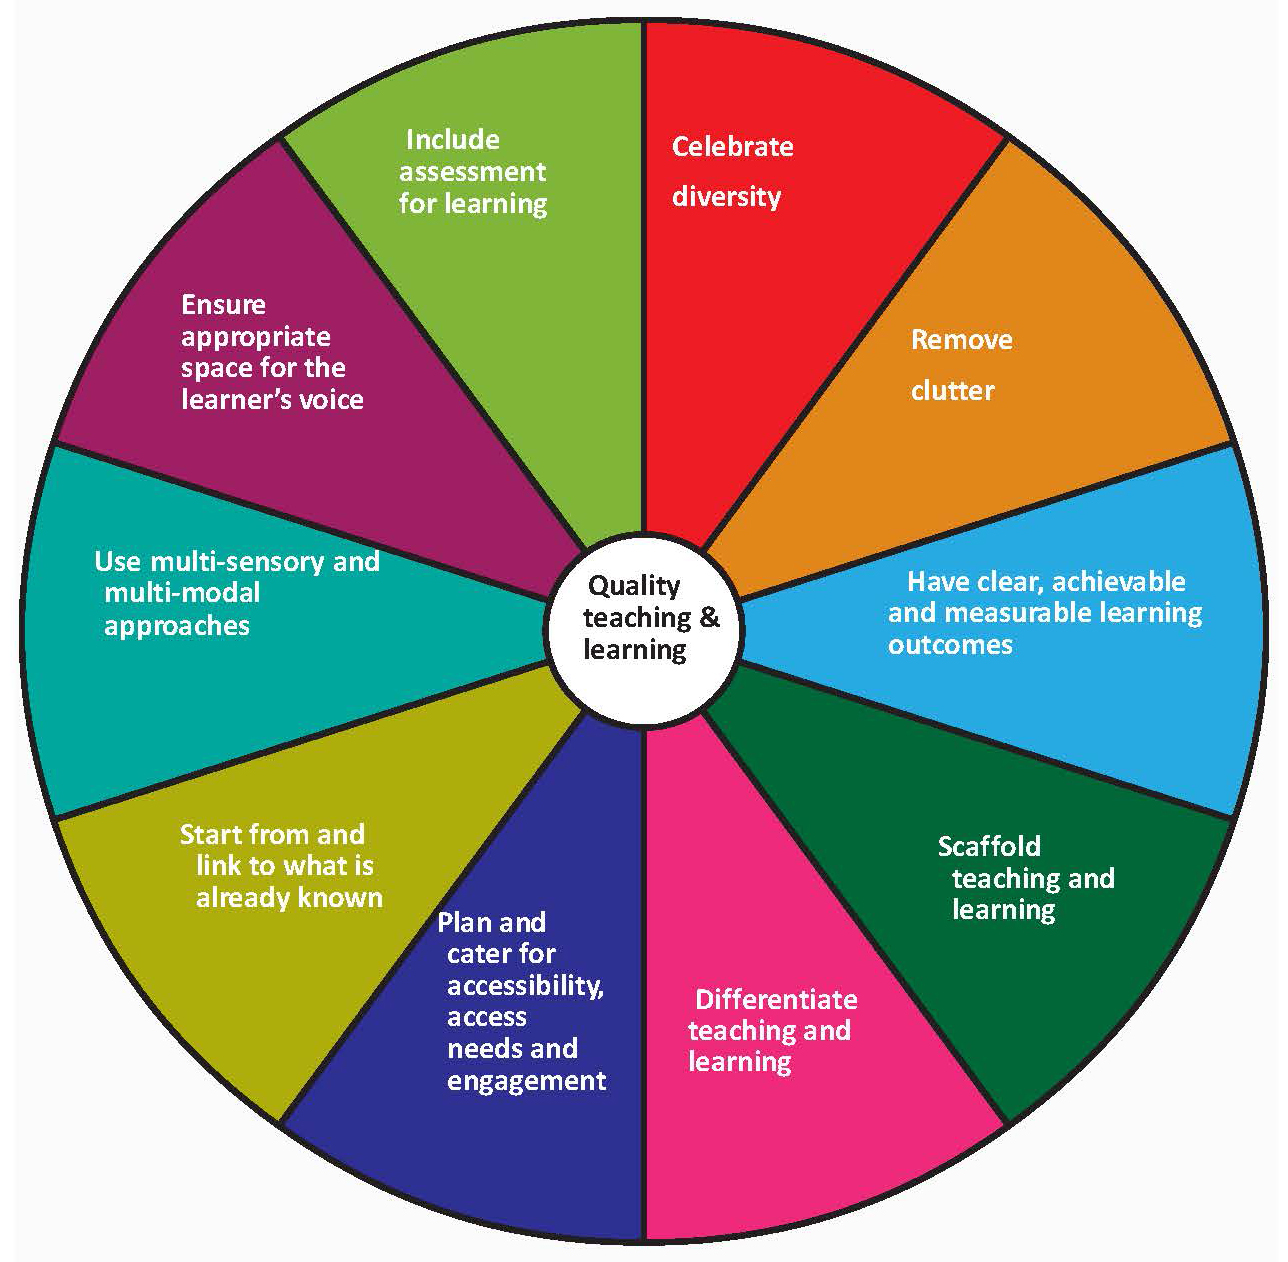 Include
assessment
for learning
Celebrate
diversity
Remove
clutter
Have clear, achievable
and measurable learning
outcomes
Scaffold
teaching and
learning
Differentiate
teaching and
learning
Plan and
cater for
accessibility,
access
needs and
engagement
Start from and
link to what is
already known
Use multi-sensory and
multi-modal
approaches
Ensure
appropriate
space for the
learner’s voice
Quality
teaching &
learning